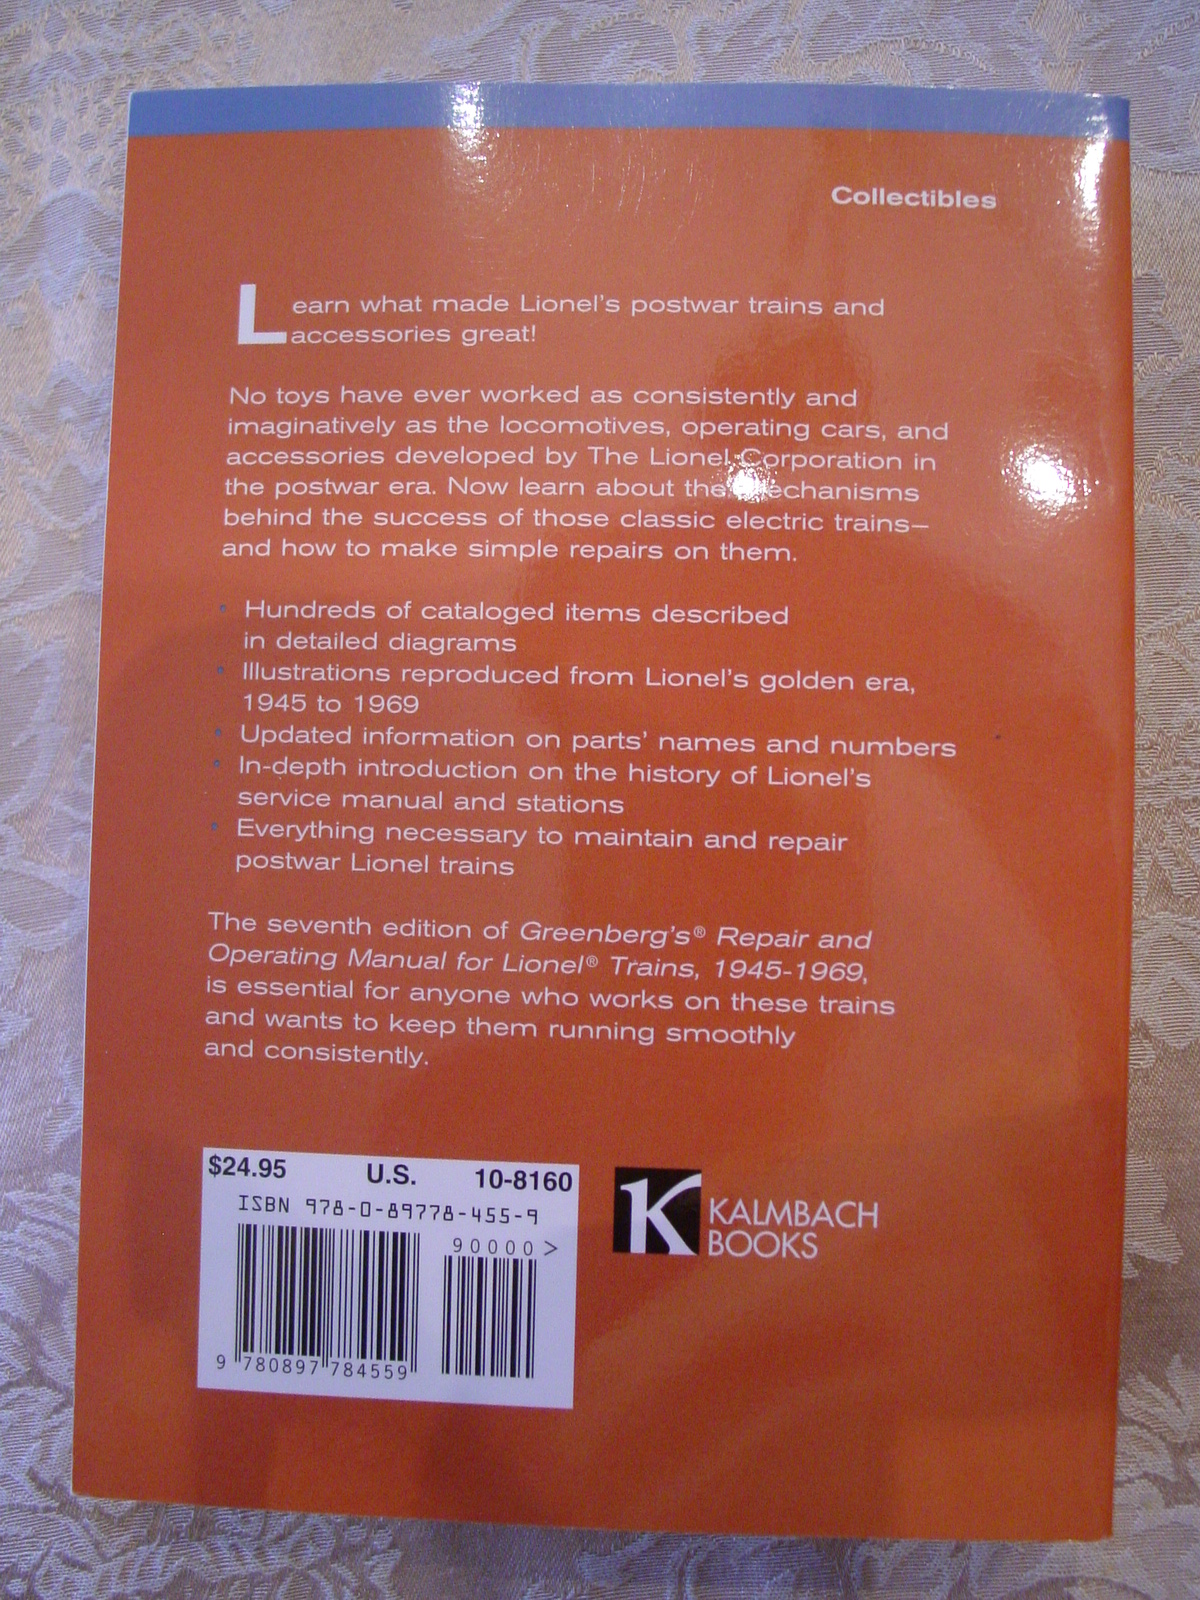 Collectibles
Learn what made Lionel's postwar trains and
accessories great!
No toys have ever worked as consistently and
imaginatively as the locomotives, operating cars, and
accessories developed by The Lionel Corporation in
the postwar era. Now learn about the mechanisms
behind the success of those classic electric trains—
and how to make simple repairs on them.
• Hundreds of cataloged items described
in detailed diagrams
• Illustrations reproduced from Lionel's golden era,
1945 to 1969
• Updated information on parts' names and numbers
• In-depth introduction on the history of Lionel's
service manual and stations
• Everything necessary to maintain and repair
postwar Lionel trains
The seventh edition of Greenberg's® Repair and
Operating Manual for Lionel® Trains, 1945-1969,
is essential for anyone who works on these trains
and wants to keep them running smoothly
and consistently.
$24.95 U.S. 10-8160
ISBN 978-0-89778-455-9
90000>
9 780897 784559
K KALMBACH
BOOKS